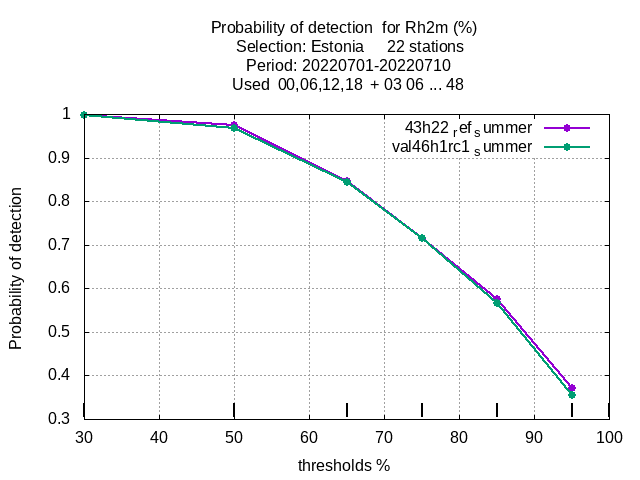 Probability of detection  for Rh2m (%)
Selection: Estonia     22 stations
Period: 20220701-20220710
Used  00,06,12,18  + 03 06 ... 48
43h22 ref summer
val46h1rc1 summer
Probability of detection
1
0.9
0.8
0.7
0.6
0.5
0.4
0.3
30 40 50 60 70 80 90 100
thresholds %